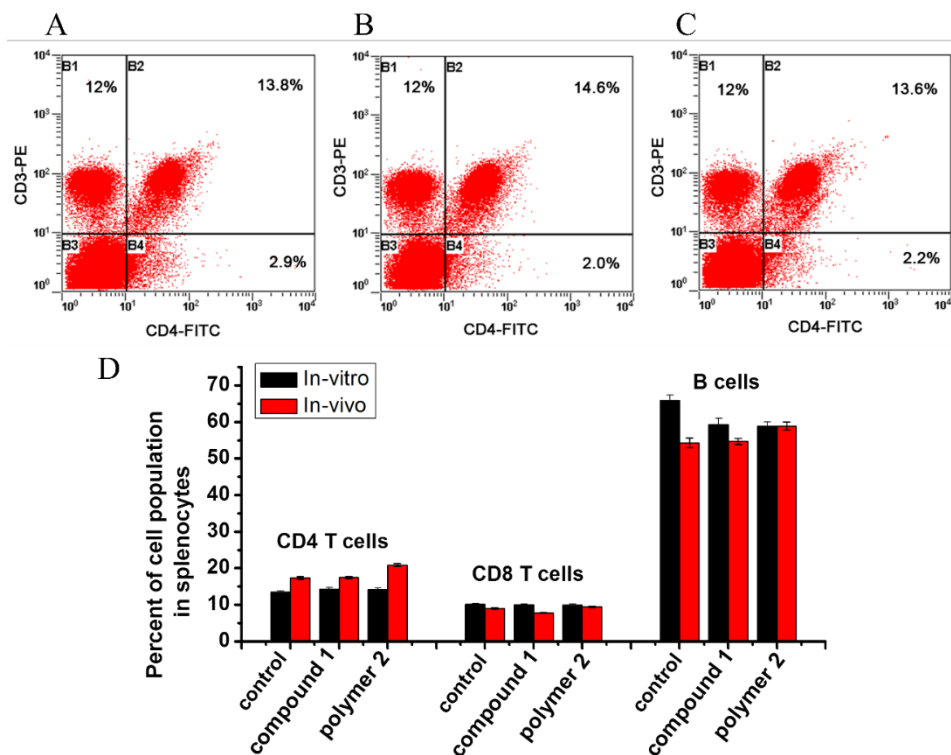 A
B
C
10⁴
B1
B2
12%
13.8%
10³
CD3-PE
10²
10¹
B3
B4
2.9%
10⁰
10⁰ 10¹ 10² 10³ 10⁴
CD4-FITC
10⁴
B1
B2
12%
14.6%
10³
CD3-PE
10²
10¹
B3
B4
2.0%
10⁰
10⁰ 10¹ 10² 10³ 10⁴
CD4-FITC
10⁴
B1
B2
12%
13.6%
10³
CD3-PE
10²
10¹
B3
B4
2.2%
10⁰
10⁰ 10¹ 10² 10³ 10⁴
CD4-FITC
D
In-vitro
In-vivo
B cells
CD4 T cells
CD8 T cells
Percent of cell population
in splenocytes
70
60
50
40
30
20
10
0
control
compound 1
polymer 2
control
compound 1
polymer 2
control
compound 1
polymer 2